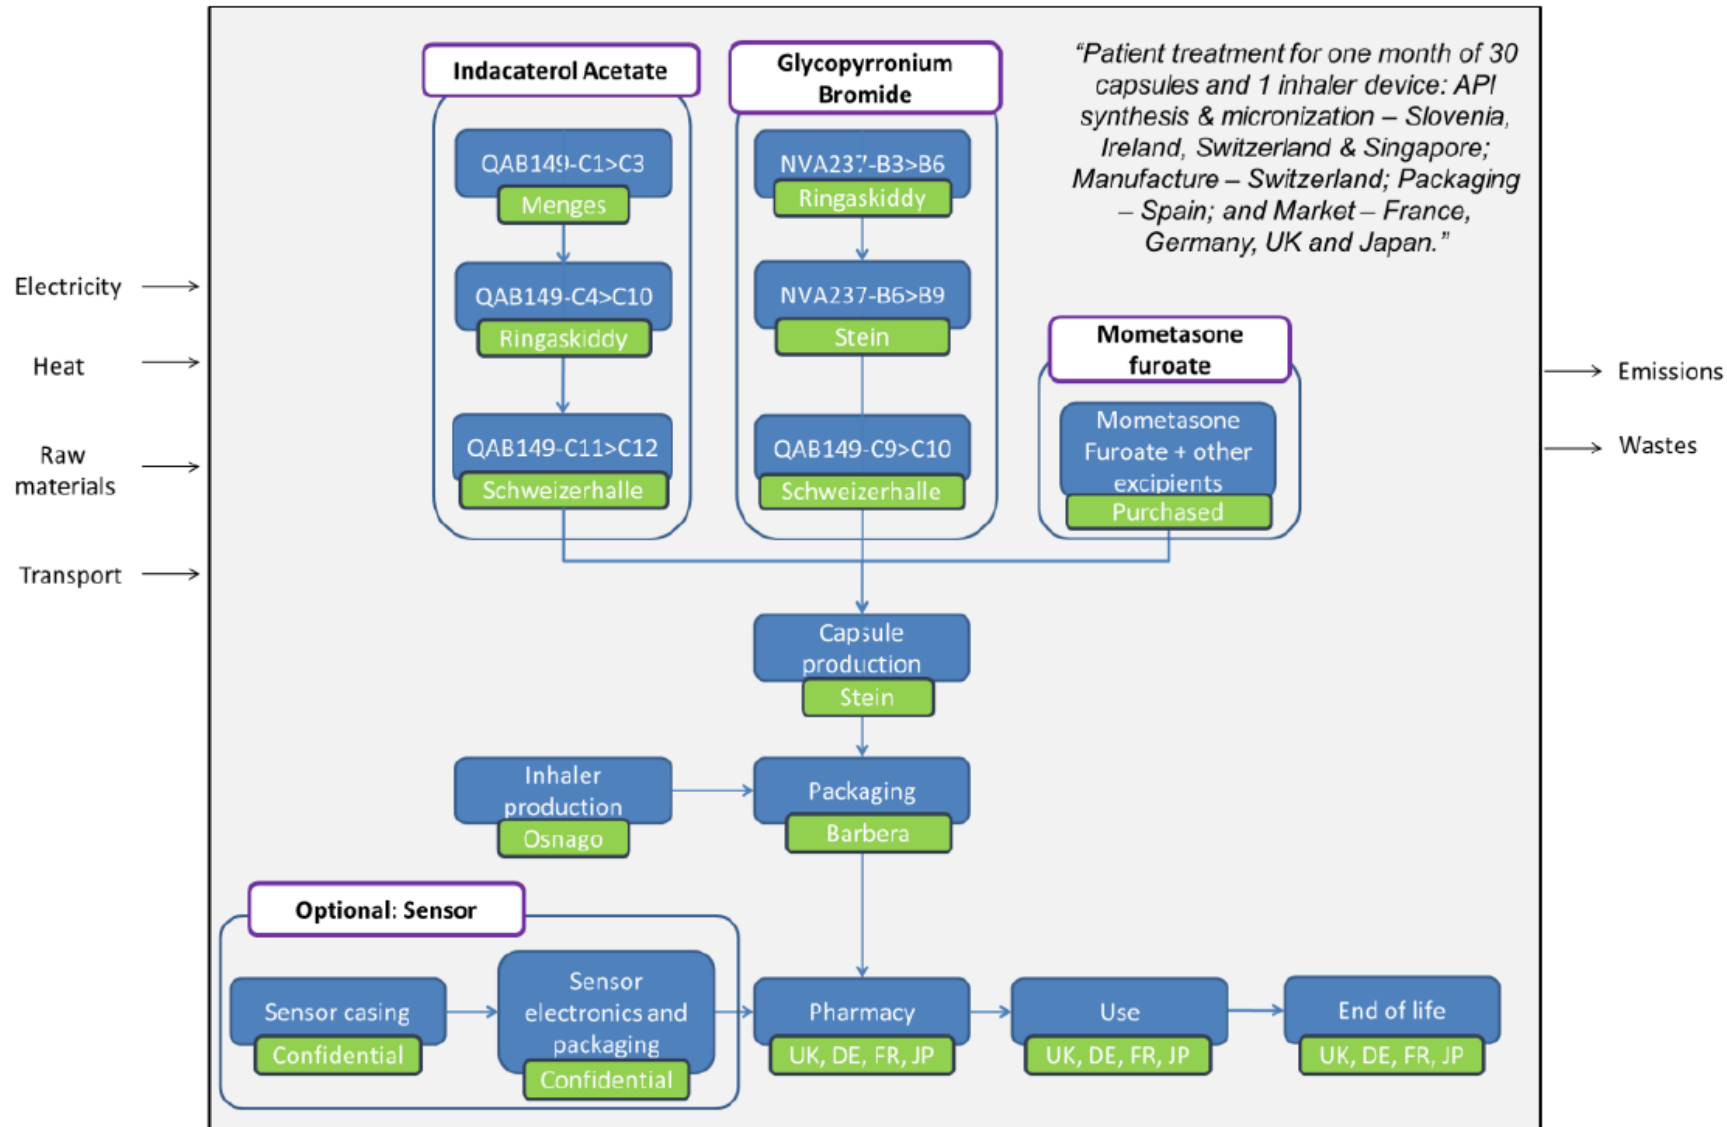 Indacaterol Acetate
Glycopyrronium
Bromide
"Patient treatment for one month of 30
capsules and 1 inhaler device: API
synthesis & micronization – Slovenia,
Ireland, Switzerland & Singapore;
Manufacture – Switzerland; Packaging
– Spain; and Market – France,
Germany, UK and Japan."
QAB149-C1>C3
Menges
NVA237-B3>B6
Ringaskiddy
QAB149-C4>C10
Ringaskiddy
NVA237-B6>B9
Stein
Mometasone
furoate
QAB149-C11>C12
Schweizerhalle
QAB149-C9>C10
Schweizerhalle
Mometasone
Furoate + other
excipients
Purchased
Electricity
Heat
Raw
materials
Transport
Emissions
Wastes
Capsule
production
Stein
Inhaler
production
Osnago
Packaging
Barbera
Optional: Sensor
Sensor casing
Confidential
Sensor
electronics and
packaging
Confidential
Pharmacy
UK, DE, FR, JP
Use
UK, DE, FR, JP
End of life
UK, DE, FR, JP